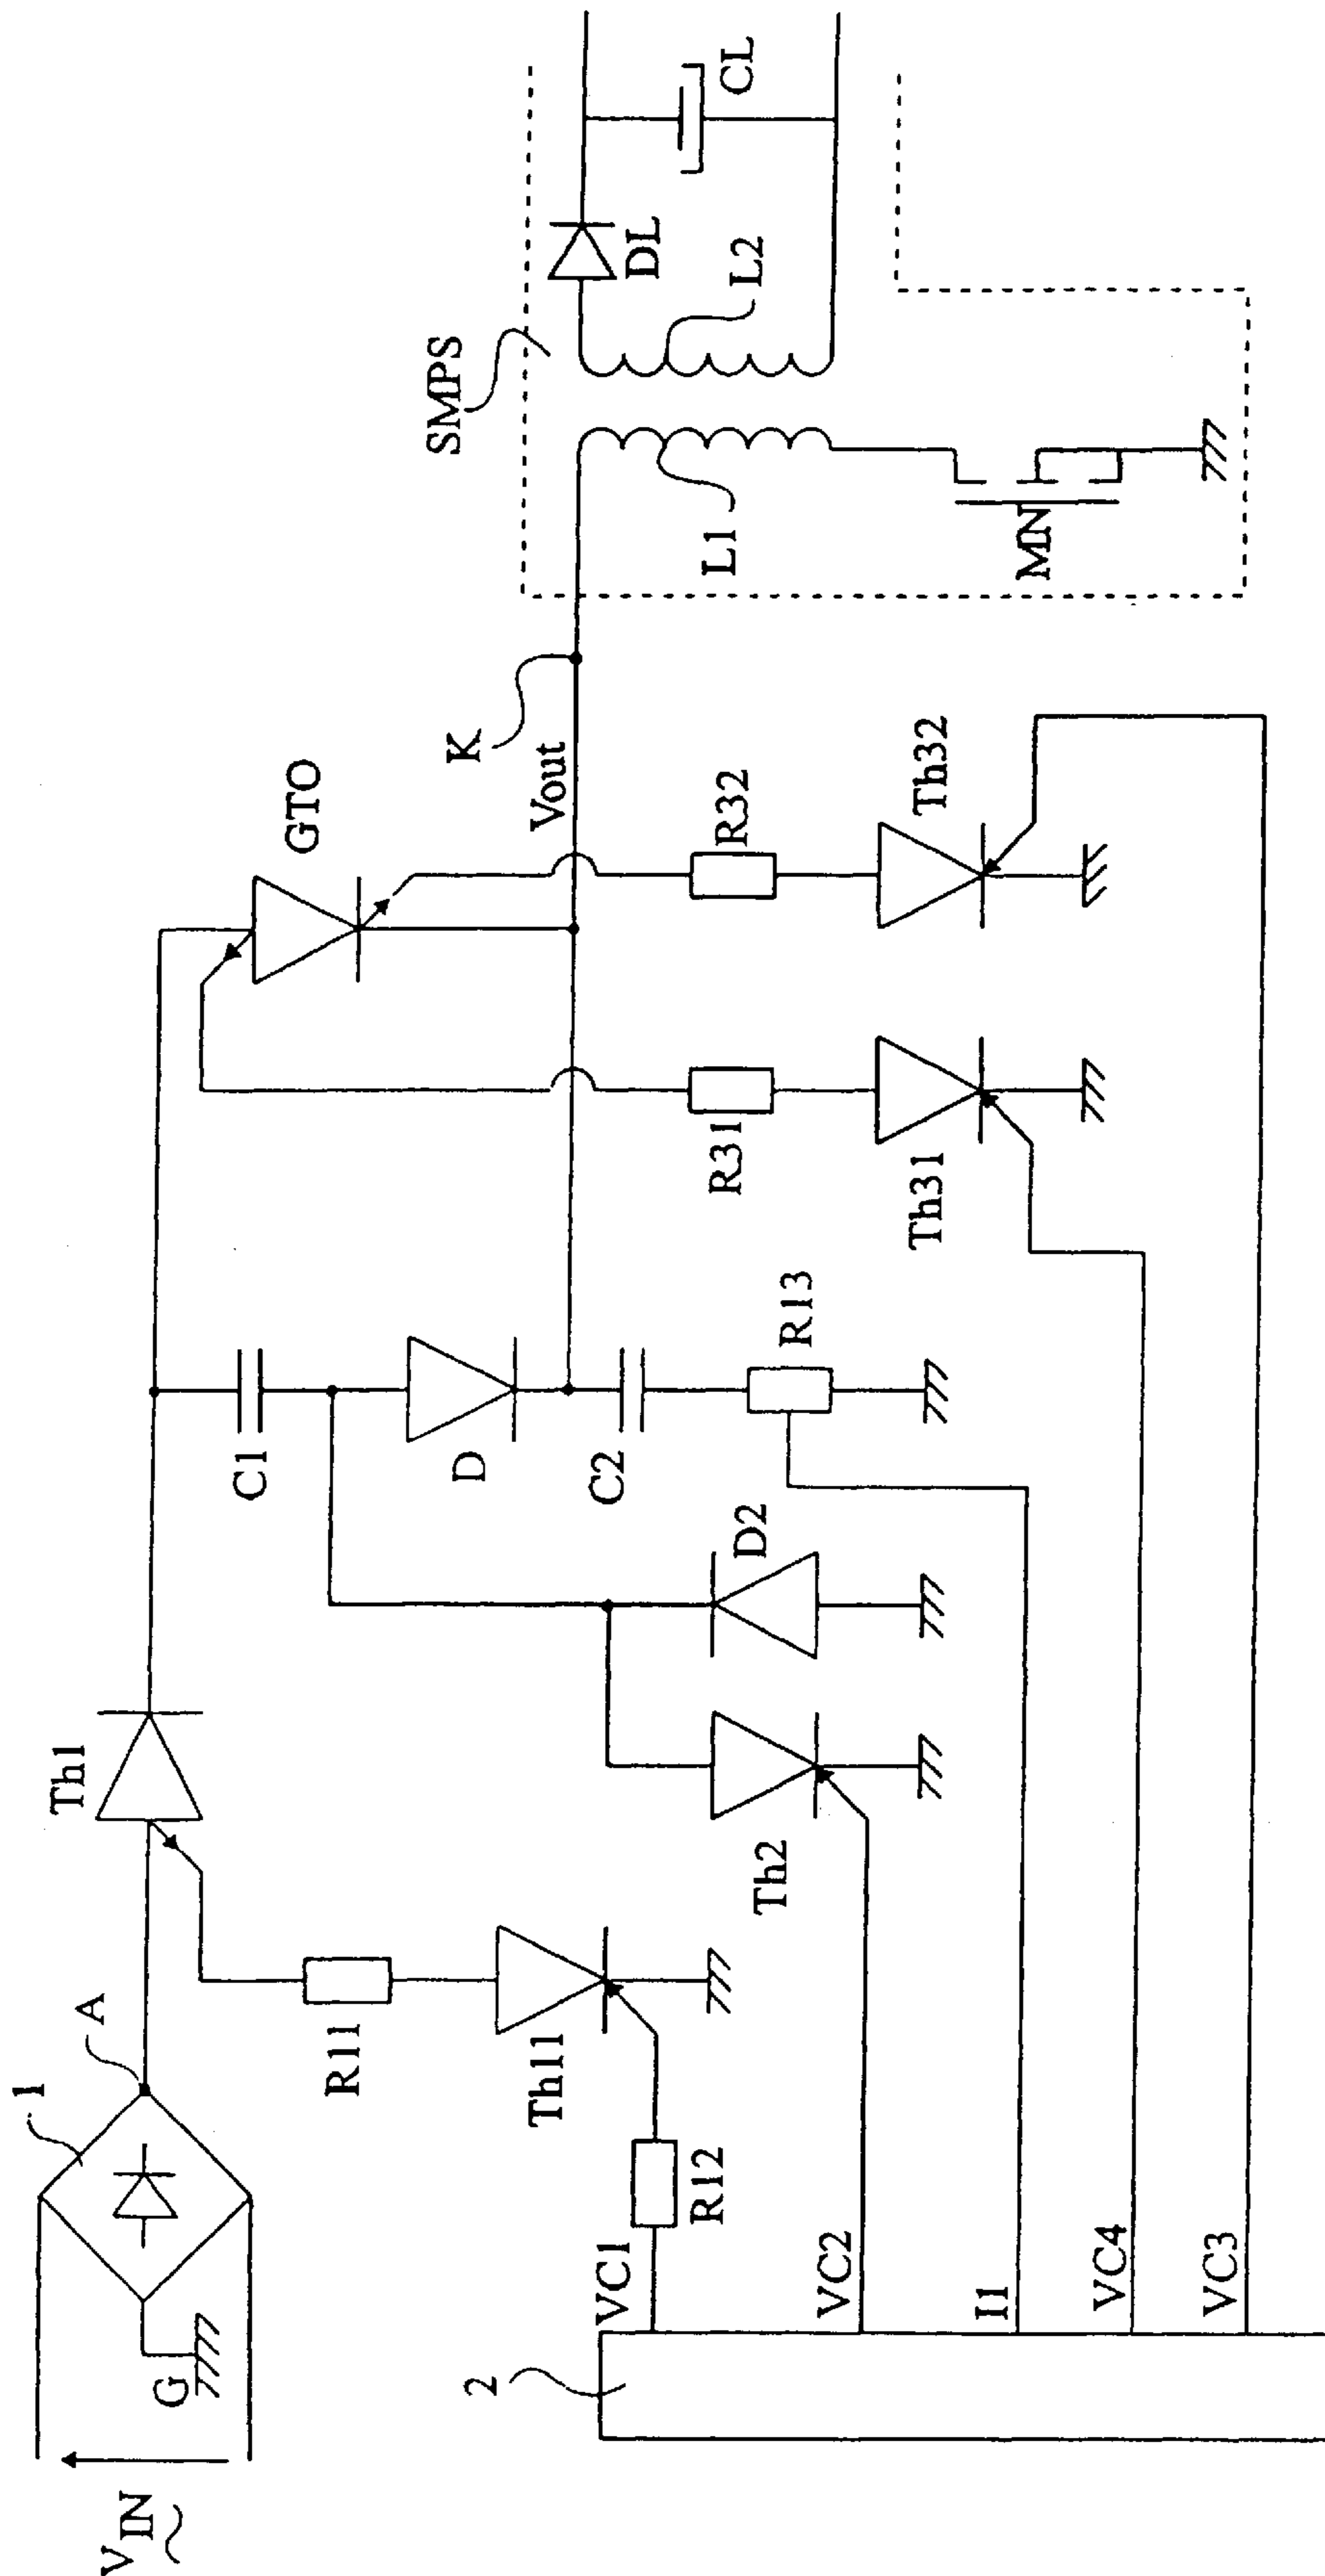 V IN
~
G
1
A
Th1
R11
Th11
R12
Th2
D2
C1
D
C2
R13
GTO
R31
Th31
R32
Th32
Vout
K
SMPS
L1
L2
MN
DL
CL
2
VC1
VC2
I1
VC4
VC3